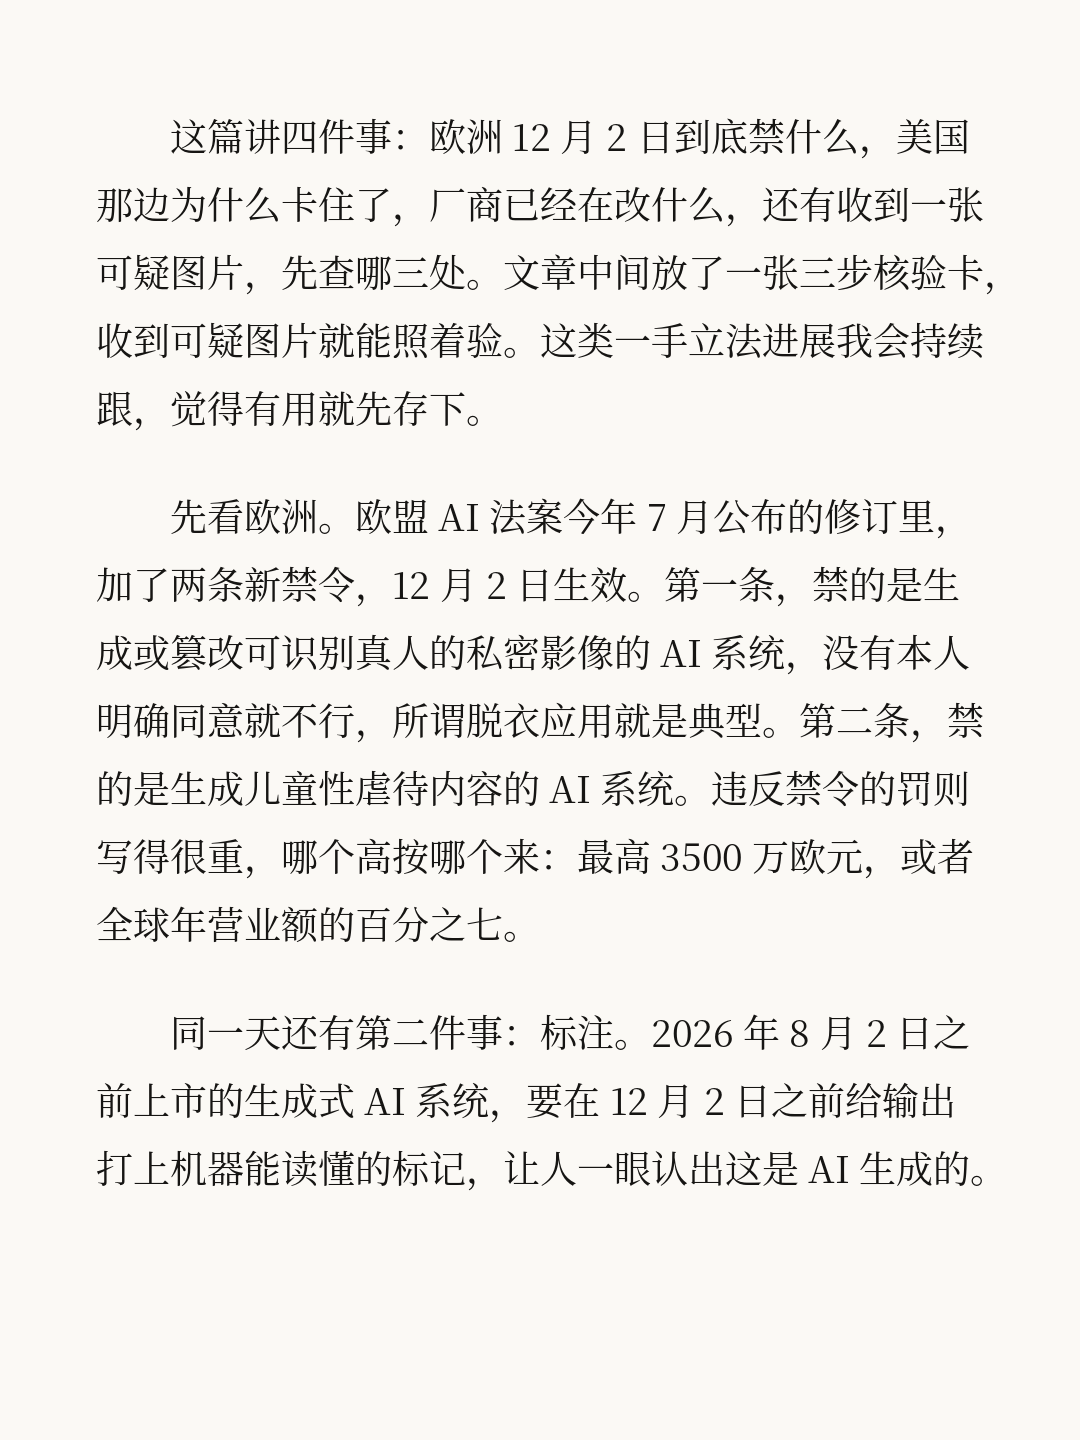 这篇讲四件事：欧洲 12 月 2 日到底禁什么，美国
那边为什么卡住了，厂商已经在改什么，还有收到一张
可疑图片，先查哪三处。文章中间放了一张三步核验卡，
收到可疑图片就能照着验。这类一手立法进展我会持续
跟，觉得有用就先存下。
先看欧洲。欧盟 AI 法案今年 7 月公布的修订里，
加了两条新禁令，12 月 2 日生效。第一条，禁的是生
成或篡改可识别真人的私密影像的 AI 系统，没有本人
明确同意就不行，所谓脱衣应用就是典型。第二条，禁
的是生成儿童性虐待内容的 AI 系统。违反禁令的罚则
写得很重，哪个高按哪个来：最高 3500 万欧元，或者
全球年营业额的百分之七。
同一天还有第二件事：标注。2026 年 8 月 2 日之
前上市的生成式 AI 系统，要在 12 月 2 日之前给输出
打上机器能读懂的标记，让人一眼认出这是 AI 生成的。